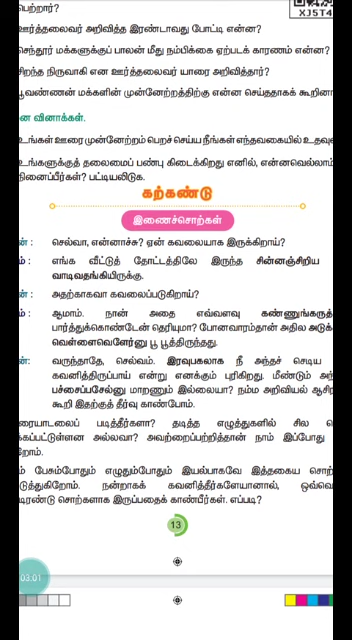 XJ5T4
பெற்றார்?
ஊர்த்தலைவர் அறிவித்த இரண்டாவது போட்டி என்ன?
செந்தூர் மக்களுக்குப் பாலன் மீது நம்பிக்கை ஏற்படக் காரணம் என்ன?
சிறந்த நிருவாகி என ஊர்த்தலைவர் யாரை அறிவித்தார்?
பூவண்ணன் மக்களின் முன்னேற்றத்திற்கு என்ன செய்ததாகக் கூறினா
ன வினாக்கள்.
உங்கள் ஊரை முன்னேற்றம் பெறச் செய்ய நீங்கள் எந்தவகையில் உதவு
உங்களுக்குத் தலைமைப் பண்பு கிடைக்கிறது எனில், என்னவெல்லாம்
நினைப்பீர்கள்? பட்டியலிடுக.
கற்கண்டு
இணைச்சொற்கள்
ன் : செல்வா, என்னாச்சு? ஏன் கவலையாக இருக்கிறாய்?
ம் : எங்க வீட்டுத் தோட்டத்திலே இருந்த சின்னஞ்சிறிய
வாடிவதங்கியிருக்கு.
ன் : அதற்காகவா கவலைப்படுகிறாய்?
ம் : ஆமாம். நான் அதை எவ்வளவு கண்ணுங்கருத்
பார்த்துக்கொண்டேன் தெரியுமா? போனவாரம்தான் அதில அடுக்
வெள்ளைவெளேர்னு பூ பூத்திருந்தது.
ன்: வருந்தாதே, செல்வம். இரவுபகலாக நீ அந்தச் செடிய
கவனித்திருப்பாய் என்று எனக்கும் புரிகிறது. மீண்டும் அந்
பச்சைப்பசேல்னு மாறணும் இல்லையா? நம்ம அறிவியல் ஆசிர
கூறி இதற்குத் தீர்வு காண்போம்.
ரையாடலைப் படித்தீர்களா? தடித்த எழுத்துகளில் சில செ
க்கப்பட்டுள்ளன அல்லவா? அவற்றைப்பற்றித்தான் நாம் இப்போது
றோம்.
ம் பேசும்போதும் எழுதும்போதும் இயல்பாகவே இத்தகைய சொற்
டுத்துகிறோம். நன்றாகக் கவனித்தீர்களேயானால், ஒவ்வெ
டிரண்டு சொற்களாக இருப்பதைக் காண்பீர்கள். எப்படி?
13
03:01